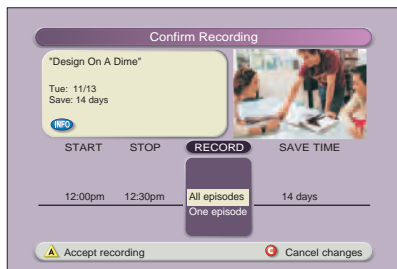 Confirm Recording
"Design On A Dime"
Tue: 11/13
Save: 14 days
INFO
START STOP RECORD SAVE TIME
12:00pm 12:30pm All episodes 14 days
One episode
A Accept recording C Cancel changes